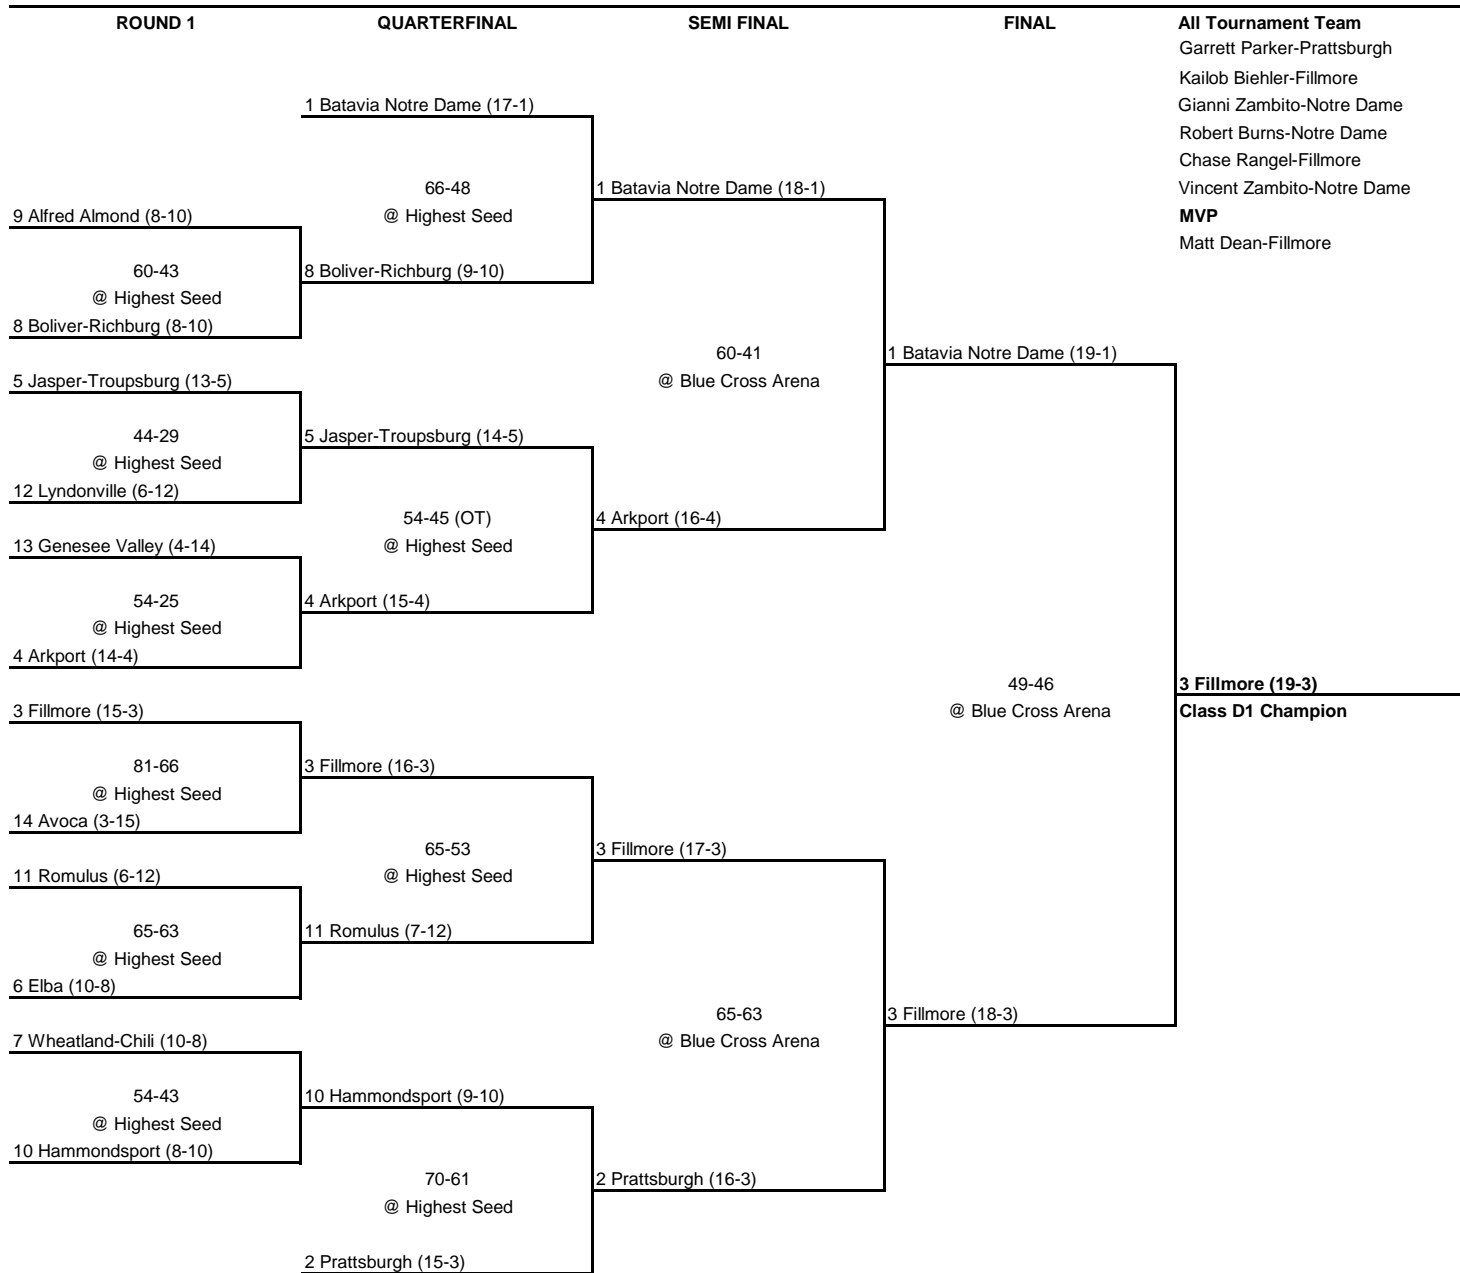 ROUND 1
QUARTERFINAL
SEMI FINAL
FINAL
All Tournament Team
Garrett Parker-Prattsburgh
Kailob Biehler-Fillmore
Gianni Zambito-Notre Dame
Robert Burns-Notre Dame
Chase Rangel-Fillmore
Vincent Zambito-Notre Dame
MVP
Matt Dean-Fillmore
9 Alfred Almond (8-10)
60-43
@ Highest Seed
8 Boliver-Richburg (8-10)
5 Jasper-Troupsburg (13-5)
44-29
@ Highest Seed
12 Lyndonville (6-12)
13 Genesee Valley (4-14)
54-25
@ Highest Seed
4 Arkport (14-4)
3 Fillmore (15-3)
81-66
@ Highest Seed
14 Avoca (3-15)
11 Romulus (6-12)
65-63
@ Highest Seed
6 Elba (10-8)
7 Wheatland-Chili (10-8)
54-43
@ Highest Seed
10 Hammondsport (8-10)
1 Batavia Notre Dame (17-1)
66-48
@ Highest Seed
8 Boliver-Richburg (9-10)
5 Jasper-Troupsburg (14-5)
54-45 (OT)
@ Highest Seed
4 Arkport (15-4)
3 Fillmore (16-3)
65-53
@ Highest Seed
11 Romulus (7-12)
10 Hammondsport (9-10)
70-61
@ Highest Seed
2 Prattsburgh (15-3)
1 Batavia Notre Dame (18-1)
60-41
@ Blue Cross Arena
4 Arkport (16-4)
3 Fillmore (17-3)
65-63
@ Blue Cross Arena
2 Prattsburgh (16-3)
1 Batavia Notre Dame (19-1)
49-46
@ Blue Cross Arena
3 Fillmore (18-3)
3 Fillmore (19-3)
Class D1 Champion